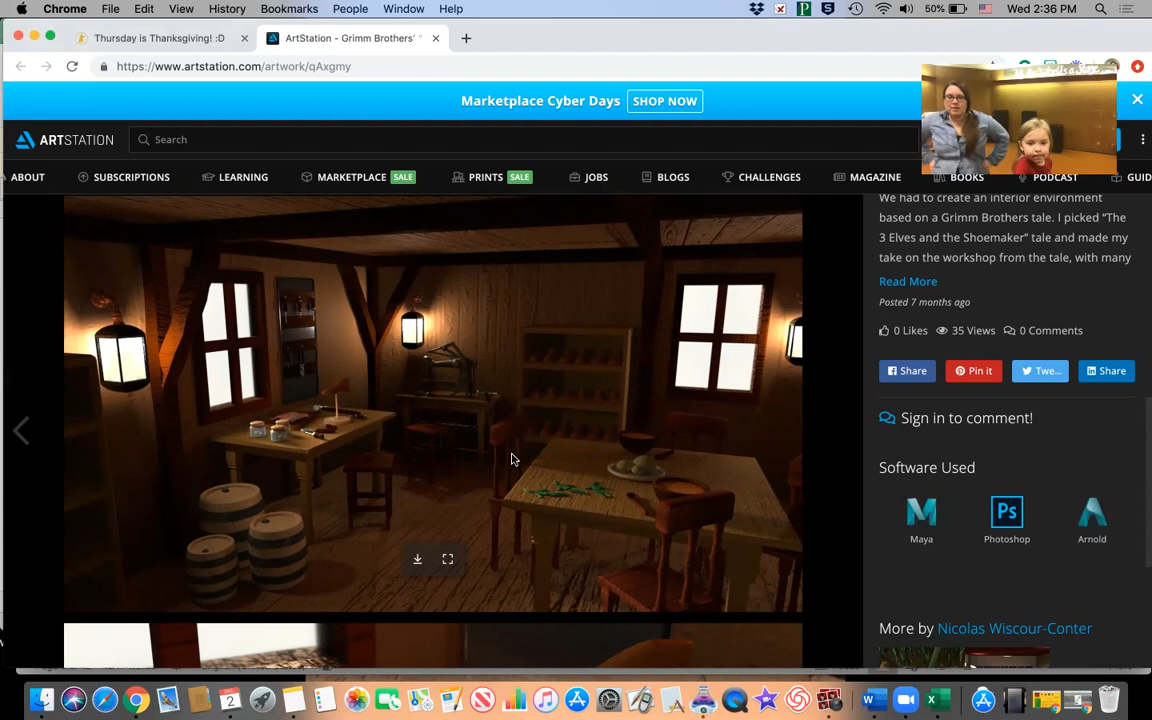 Chrome File Edit View History Bookmarks People Window Help 50% Wed 2:36 PM
Thursday is Thanksgiving! :D ArtStation - Grimm Brothers' "
https://www.artstation.com/artwork/qAxgmy
Marketplace Cyber Days SHOP NOW
ARTSTATION Search
ABOUT SUBSCRIPTIONS LEARNING MARKETPLACE SALE PRINTS SALE JOBS BLOGS CHALLENGES MAGAZINE BOOKS PODCAST GUID
We had to create an interior environment
based on a Grimm Brothers tale. I picked “The
3 Elves and the Shoemaker” tale and made my
take on the workshop from the tale, with many
Read More
Posted 7 months ago
0 Likes 35 Views 0 Comments
Share Pin it Twe... Share
Sign in to comment!
Software Used
Ps
Maya Photoshop Arnold
More by Nicolas Wiscour-Conter
2